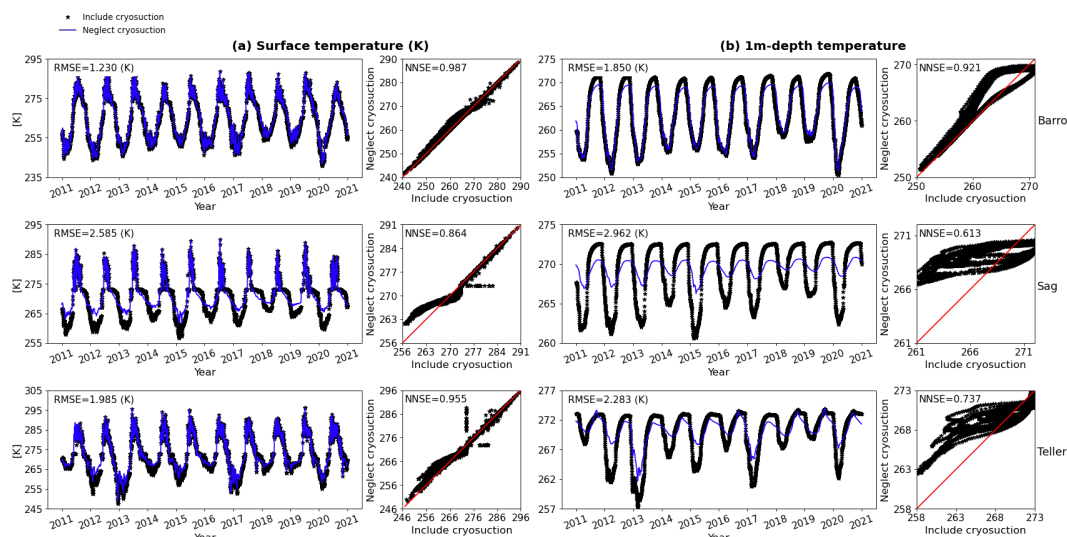 Include cryosuction
Neglect cryosuction
(a) Surface temperature (K)
(b) 1m-depth temperature
295
275
255
235
[K]
RMSE=1.230 (K)
2011 2012 2013 2014 2015 2016 2017 2018 2019 2020 2021
Year
290
280
270
260
250
240
Neglect cryosuction
NNSE=0.987
240 250 260 270 280 290
Include cryosuction
275
270
265
260
255
250
RMSE=1.850 (K)
2011 2012 2013 2014 2015 2016 2017 2018 2019 2020 2021
Year
270
260
250
Neglect cryosuction
NNSE=0.921
250 260 270
Include cryosuction
Barro
295
285
275
265
255
[K]
RMSE=2.585 (K)
2011 2012 2013 2014 2015 2016 2017 2018 2019 2020 2021
Year
291
284
277
270
263
256
Neglect cryosuction
NNSE=0.864
256 263 270 277 284 291
Include cryosuction
275
270
265
260
RMSE=2.962 (K)
2011 2012 2013 2014 2015 2016 2017 2018 2019 2020 2021
Year
271
266
261
Neglect cryosuction
NNSE=0.613
261 266 271
Include cryosuction
Sag
305
295
285
275
265
255
245
[K]
RMSE=1.985 (K)
2011 2012 2013 2014 2015 2016 2017 2018 2019 2020 2021
Year
296
286
276
266
256
246
Neglect cryosuction
NNSE=0.955
246 256 266 276 286 296
Include cryosuction
277
272
267
262
257
RMSE=2.283 (K)
2011 2012 2013 2014 2015 2016 2017 2018 2019 2020 2021
Year
273
268
263
258
Neglect cryosuction
NNSE=0.737
258 263 268 273
Include cryosuction
Teller